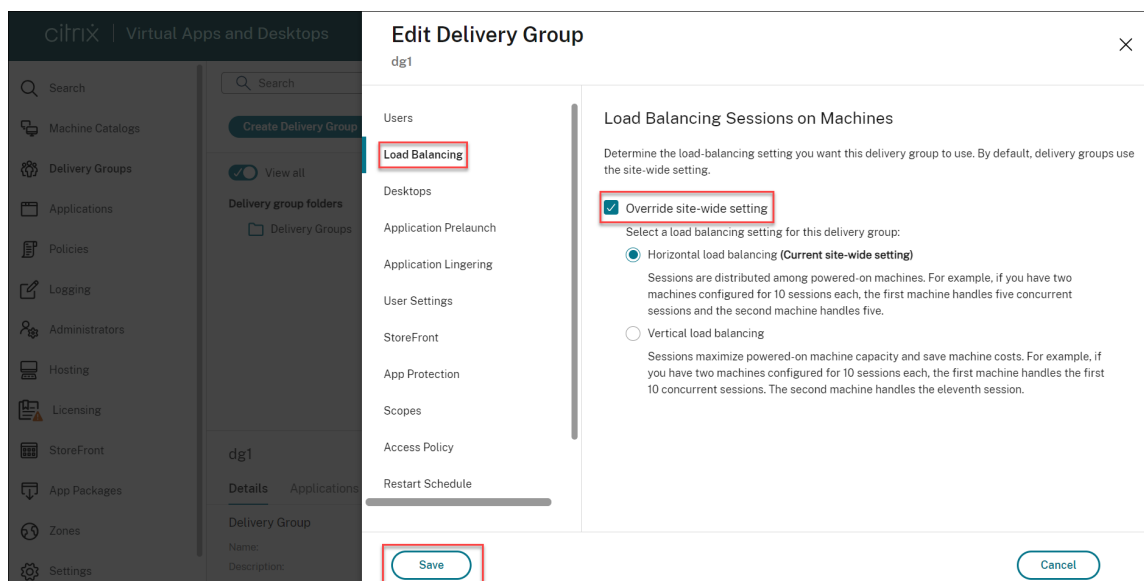 citrix | Virtual Apps and Desktops
Search
Machine Catalogs
Delivery Groups
Applications
Policies
Logging
Administrators
Hosting
Licensing
StoreFront
App Packages
Zones
Settings
Search
Create Delivery Group
View all
Delivery group folders
Delivery Groups
dg1
Details Applications
Delivery Group
Name:
Description:
Edit Delivery Group
dg1
Users
Load Balancing
Desktops
Application Prelaunch
Application Lingering
User Settings
StoreFront
App Protection
Scopes
Access Policy
Restart Schedule
Load Balancing Sessions on Machines
Determine the load-balancing setting you want this delivery group to use. By default, delivery groups use
the site-wide setting.
Override site-wide setting
Select a load balancing setting for this delivery group:
Horizontal load balancing (Current site-wide setting)
Sessions are distributed among powered-on machines. For example, if you have two
machines configured for 10 sessions each, the first machine handles five concurrent
sessions and the second machine handles five.
Vertical load balancing
Sessions maximize powered-on machine capacity and save machine costs. For example, if
you have two machines configured for 10 sessions each, the first machine handles the first
10 concurrent sessions. The second machine handles the eleventh session.
Save
Cancel